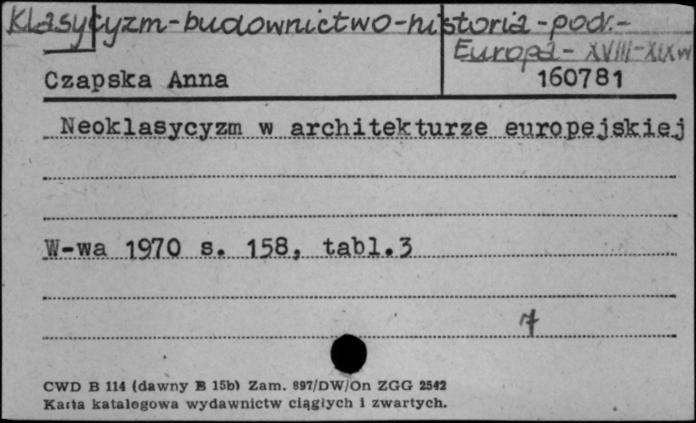 Klasycyzm-budownictwo-historia-podr.-
Europa-XVIII-XIXw
Czapska Anna
160781
Neoklasycyzm w architekturze europejskiej
W-wa 1970 s. 158, tabl.3
7
CWD B 114 (dawny B 15b) Zam. 897/DW/On ZGG 2542
Karta katalogowa wydawnictw ciągłych i zwartych.